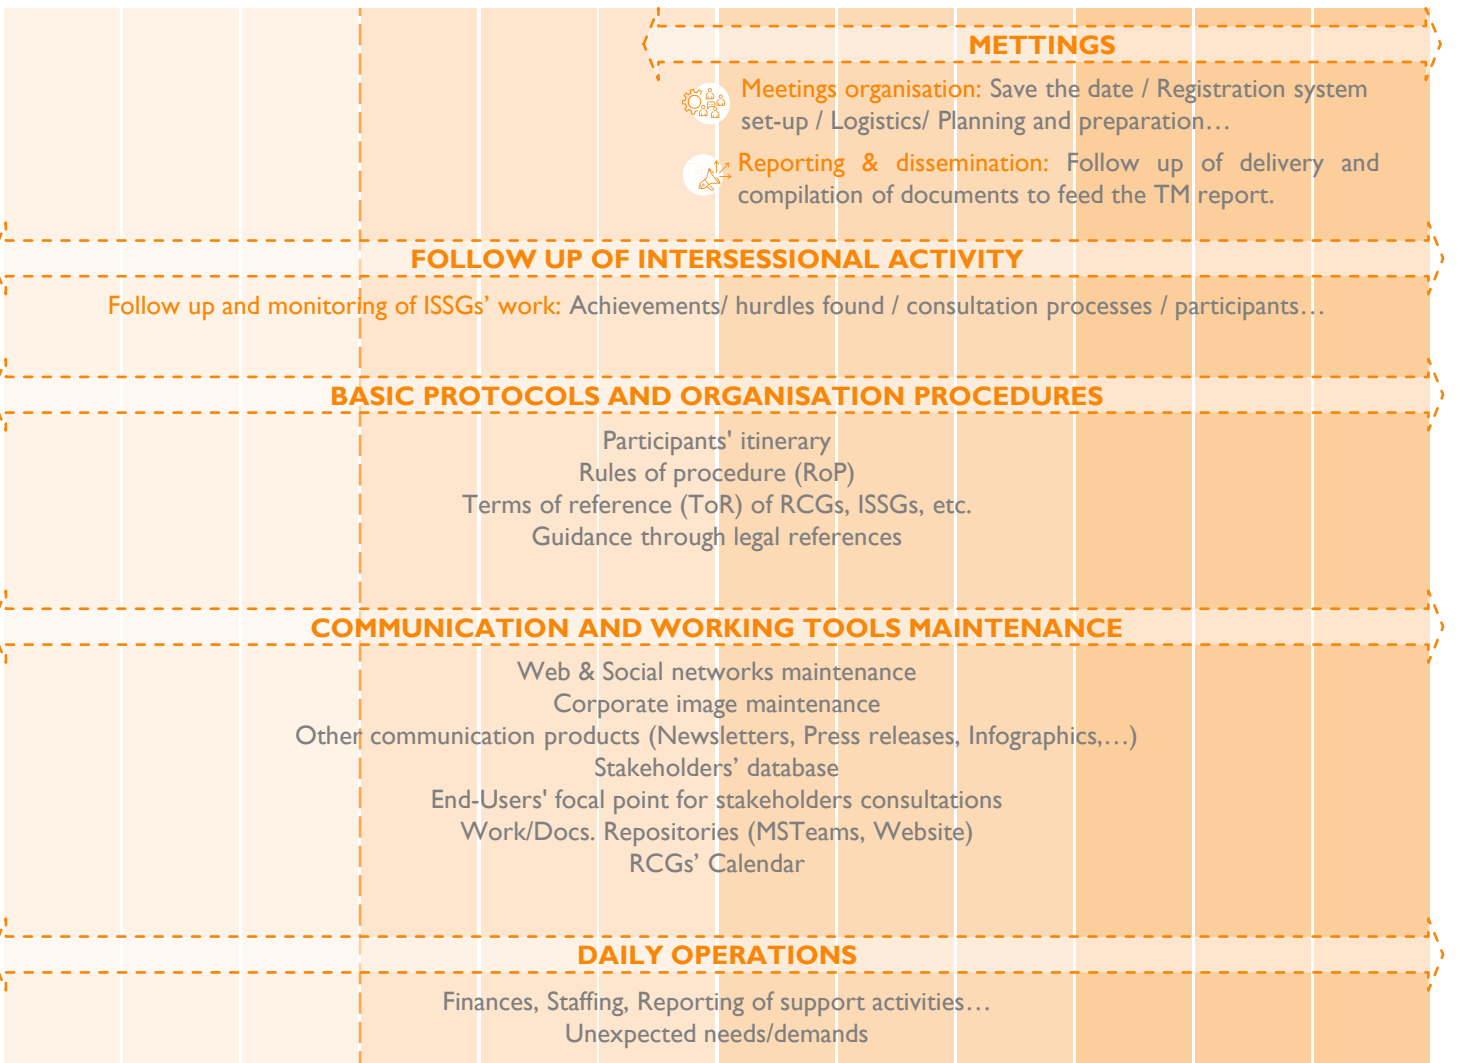 METTINGS
Meetings organisation: Save the date / Registration system
set-up / Logistics/ Planning and preparation…
Reporting & dissemination: Follow up of delivery and
compilation of documents to feed the TM report.
FOLLOW UP OF INTERSESSIONAL ACTIVITY
Follow up and monitoring of ISSGs’ work: Achievements/ hurdles found / consultation processes / participants…
BASIC PROTOCOLS AND ORGANISATION PROCEDURES
Participants' itinerary
Rules of procedure (RoP)
Terms of reference (ToR) of RCGs, ISSGs, etc.
Guidance through legal references
COMMUNICATION AND WORKING TOOLS MAINTENANCE
Web & Social networks maintenance
Corporate image maintenance
Other communication products (Newsletters, Press releases, Infographics,…)
Stakeholders’ database
End-Users' focal point for stakeholders consultations
Work/Docs. Repositories (MSTeams, Website)
RCGs’ Calendar
DAILY OPERATIONS
Finances, Staffing, Reporting of support activities…
Unexpected needs/demands